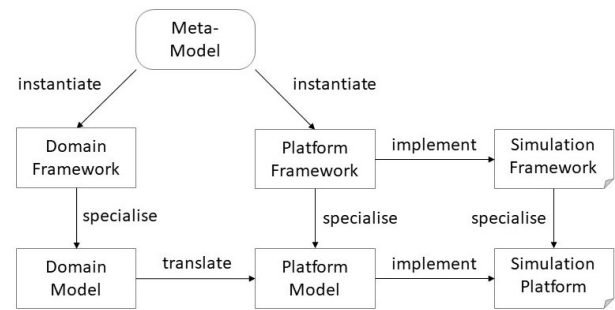 Meta-
Model
instantiate
instantiate
Domain
Framework
Platform
Framework
implement
Simulation
Framework
specialise
specialise
specialise
Domain
Model
translate
Platform
Model
implement
Simulation
Platform